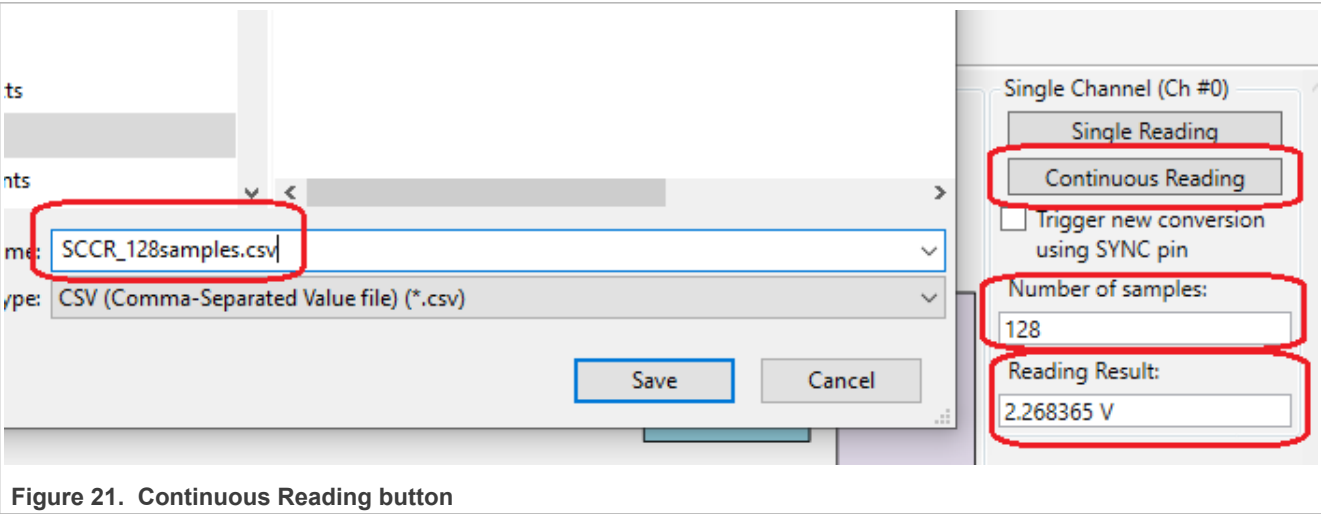 ts
nts
me: SCCR_128samples.csv
ype: CSV (Comma-Separated Value file) (*.csv)
Save Cancel
Single Channel (Ch #0)
Single Reading
Continuous Reading
Trigger new conversion
using SYNC pin
Number of samples:
128
Reading Result:
2.268365 V
Figure 21. Continuous Reading button